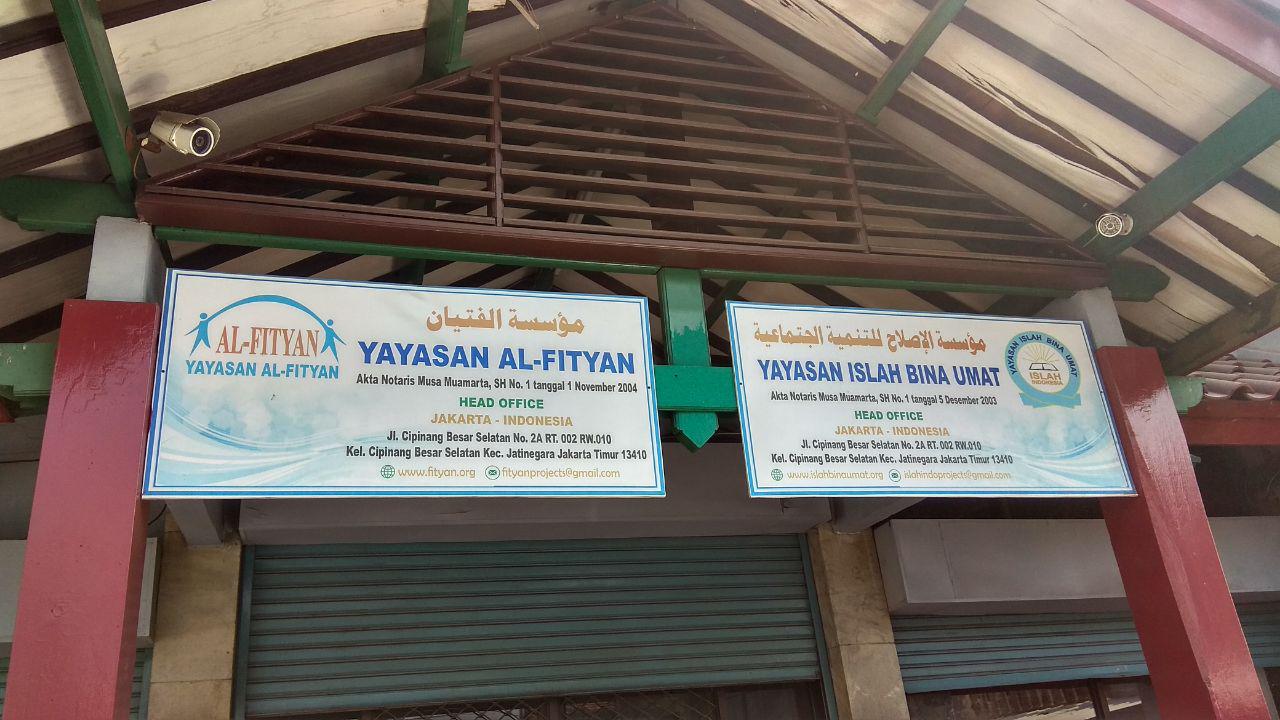 AL-FITYAN
YAYASAN AL-FITYAN
مؤسسة الفتيان
YAYASAN AL-FITYAN
Akta Notaris Musa Muamarta, SH No. 1 tanggal 1 November 2004
HEAD OFFICE
JAKARTA - INDONESIA
Jl. Cipinang Besar Selatan No. 2A RT. 002 RW.010
Kel. Cipinang Besar Selatan Kec. Jatinegara Jakarta Timur 13410
www.fityan.org fityanprojects@gmail.com
مؤسسة الإصلاح للتنمية الجتماعية
YAYASAN ISLAH BINA UMAT
Akta Notaris Musa Muamarta, SH No. 1 tanggal 5 Desember 2003
HEAD OFFICE
JAKARTA - INDONESIA
Jl. Cipinang Besar Selatan No. 2A RT. 002 RW.010
Kel. Cipinang Besar Selatan Kec. Jatinegara Jakarta Timur 13410
www.islahbinaumat.org islahindoprojects@gmail.com
YAYASAN ISLAH BINA UMAT
ISLAH
INDONESIA